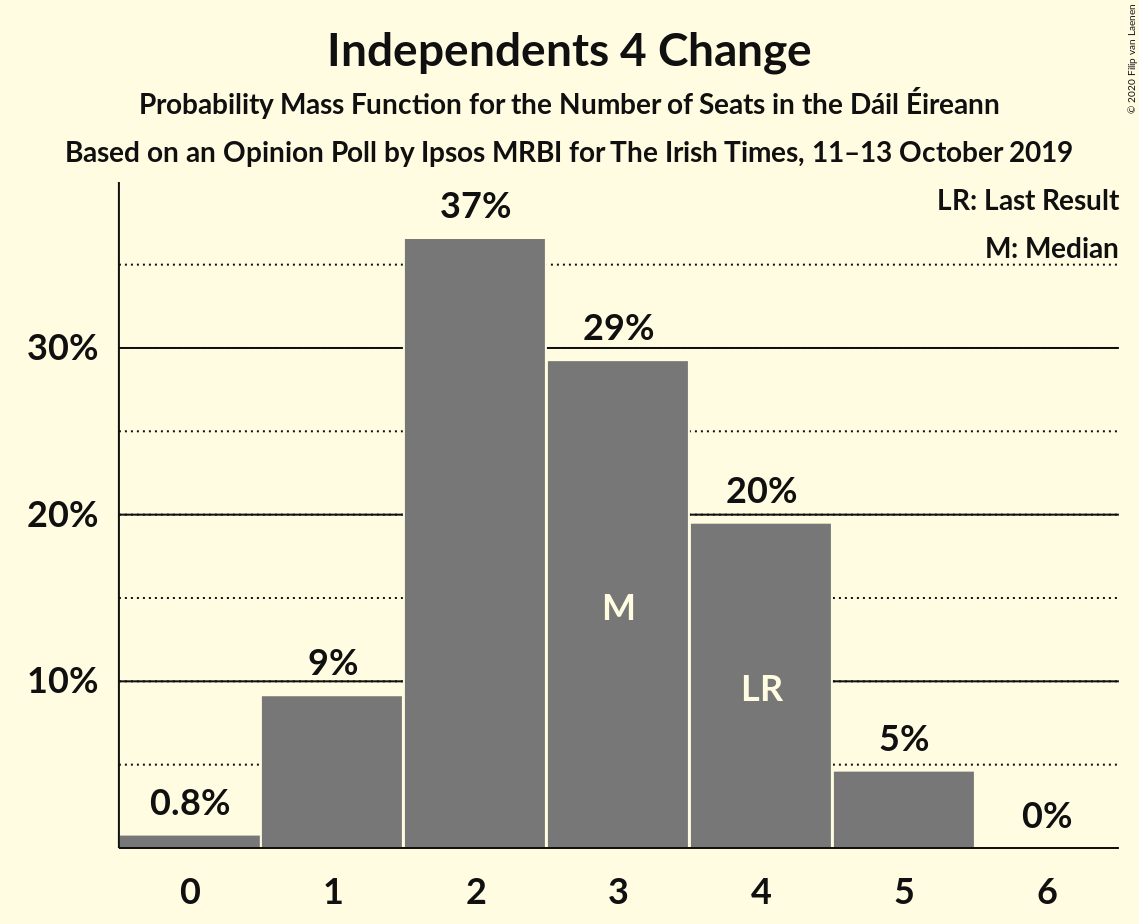 Independents 4 Change
Probability Mass Function for the Number of Seats in the Dáil Éireann
Based on an Opinion Poll by Ipsos MRBI for The Irish Times, 11–13 October 2019
© 2020 Filip van Laenen
LR: Last Result
M: Median
37%
30%
29%
20%
20%
M
LR
10%
9%
5%
0.8%
0%
0 1 2 3 4 5 6